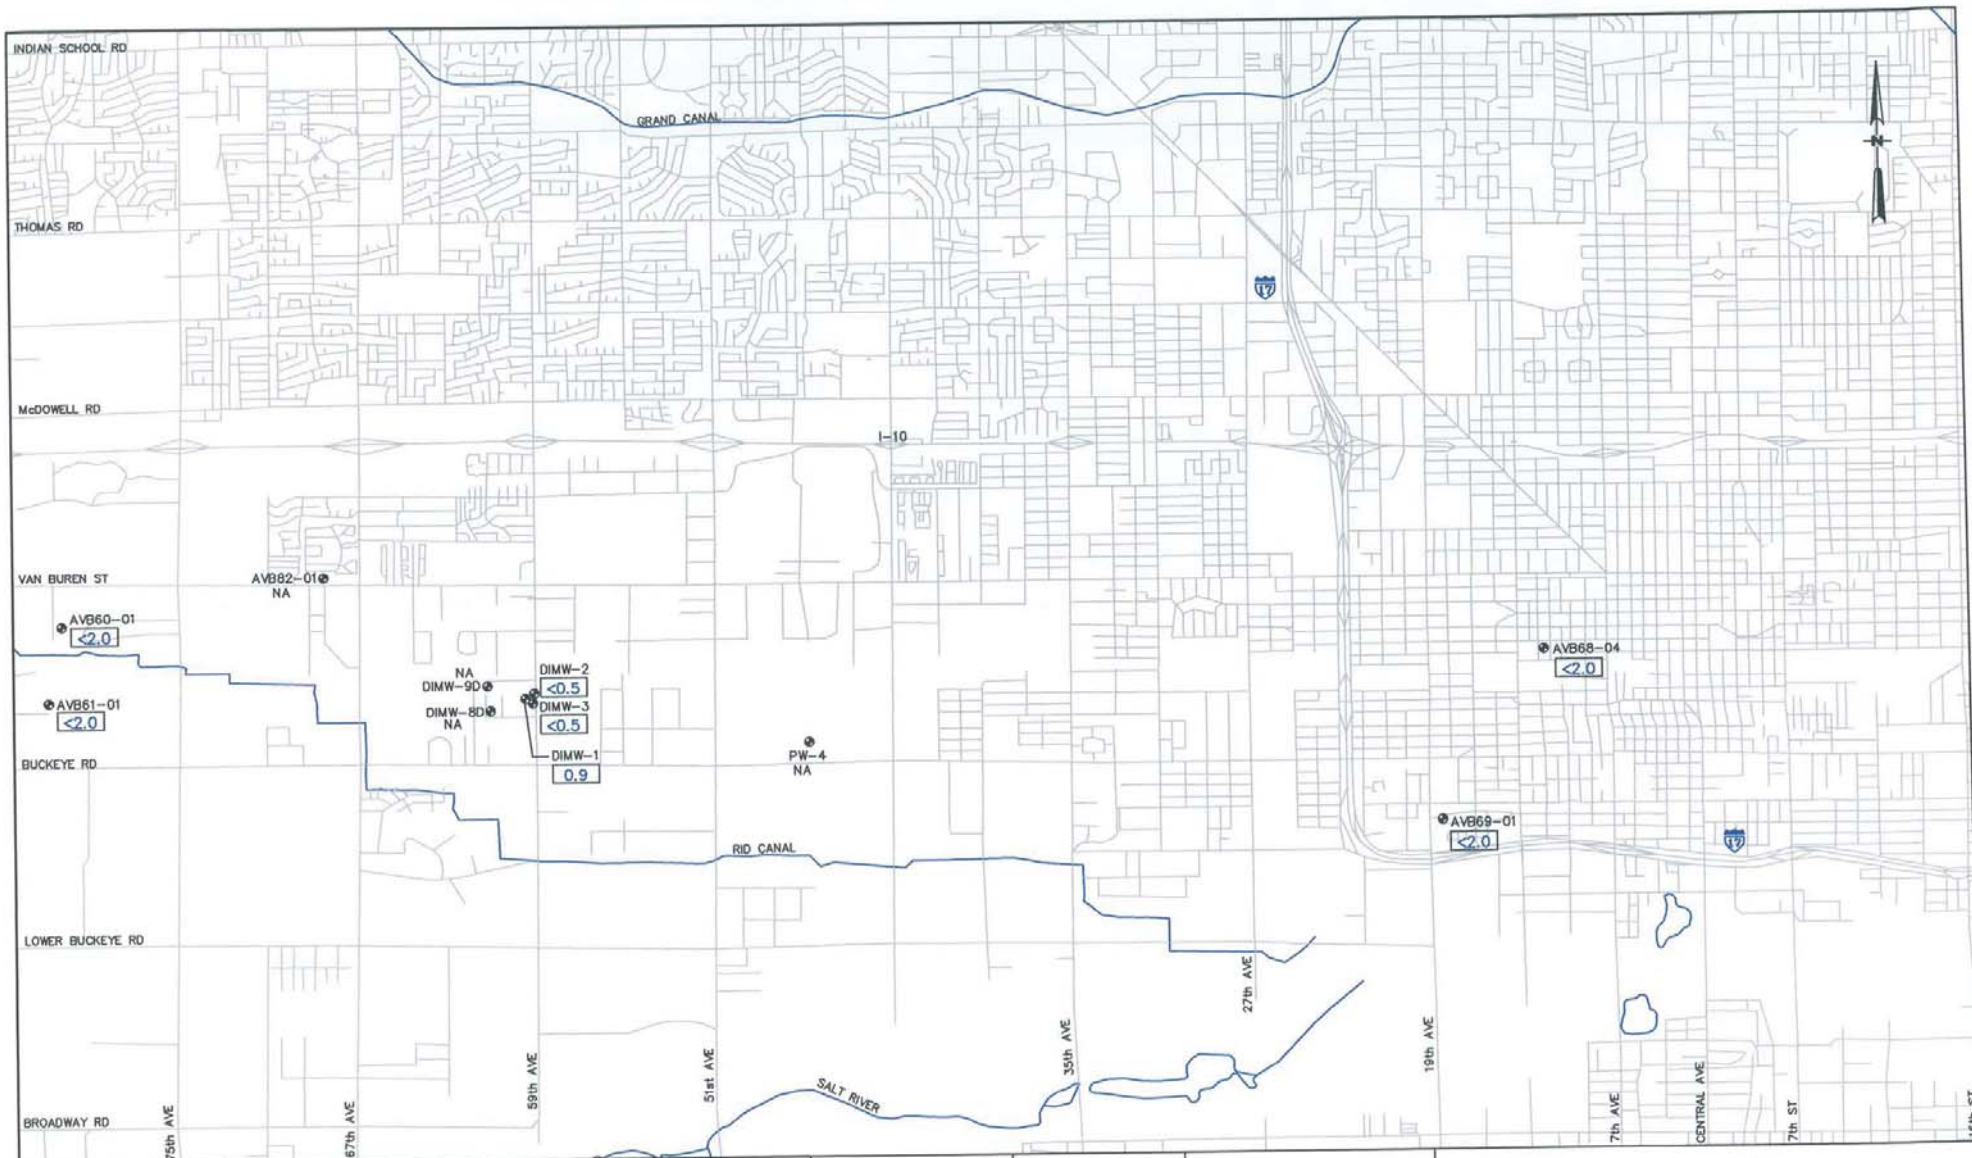 INDIAN SCHOOL RD
GRAND CANAL
N
THOMAS RD
17
McDOWELL RD
I-10
VAN BUREN ST
AVB82-01
NA
AVB60-01
<2.0
AVB68-04
<2.0
NA
DIMW-9D
DIMW-2
<0.5
DIMW-8D
NA
DIMW-3
<0.5
AVB61-01
<2.0
DIMW-1
0.9
PW-4
NA
BUCKEYE RD
AVB69-01
<2.0
17
RID CANAL
LOWER BUCKEYE RD
27th AVE
SALT RIVER
BROADWAY RD
75th AVE
67th AVE
59th AVE
51st AVE
35th AVE
19th AVE
7th AVE
CENTRAL AVE
7th ST